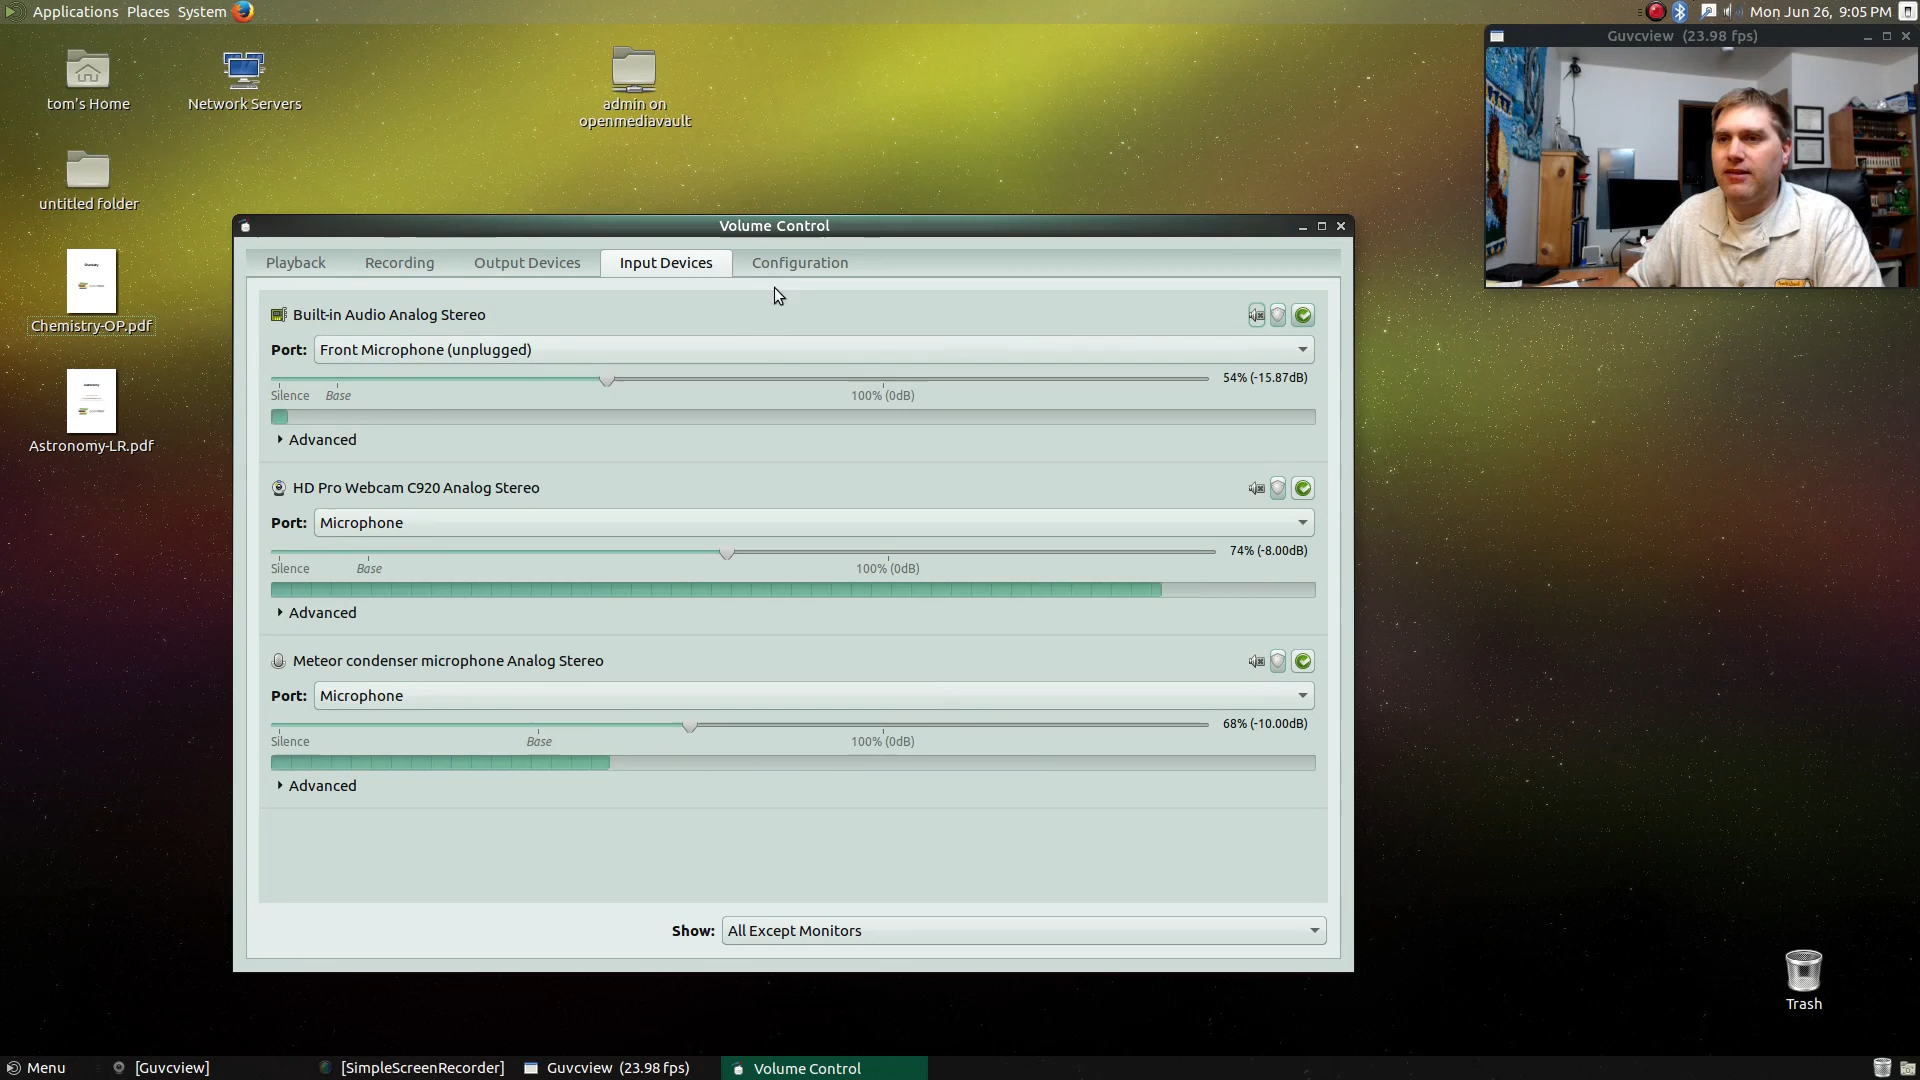 Applications Places System
Mon Jun 26, 9:05 PM
Guvcview (23.98 fps)
tom's Home
Network Servers
admin on
openmediavault
untitled folder
Chemistry-OP.pdf
Astronomy-LR.pdf
Volume Control
Playback Recording Output Devices Input Devices Configuration
Built-in Audio Analog Stereo
Port: Front Microphone (unplugged)
54% (-15.87dB)
Silence Base 100% (0dB)
Advanced
HD Pro Webcam C920 Analog Stereo
Port: Microphone
74% (-8.00dB)
Silence Base 100% (0dB)
Advanced
Meteor condenser microphone Analog Stereo
Port: Microphone
68% (-10.00dB)
Silence Base 100% (0dB)
Advanced
Show: All Except Monitors
Trash
Menu [Guvcview] [SimpleScreenRecorder] Guvcview (23.98 fps) Volume Control